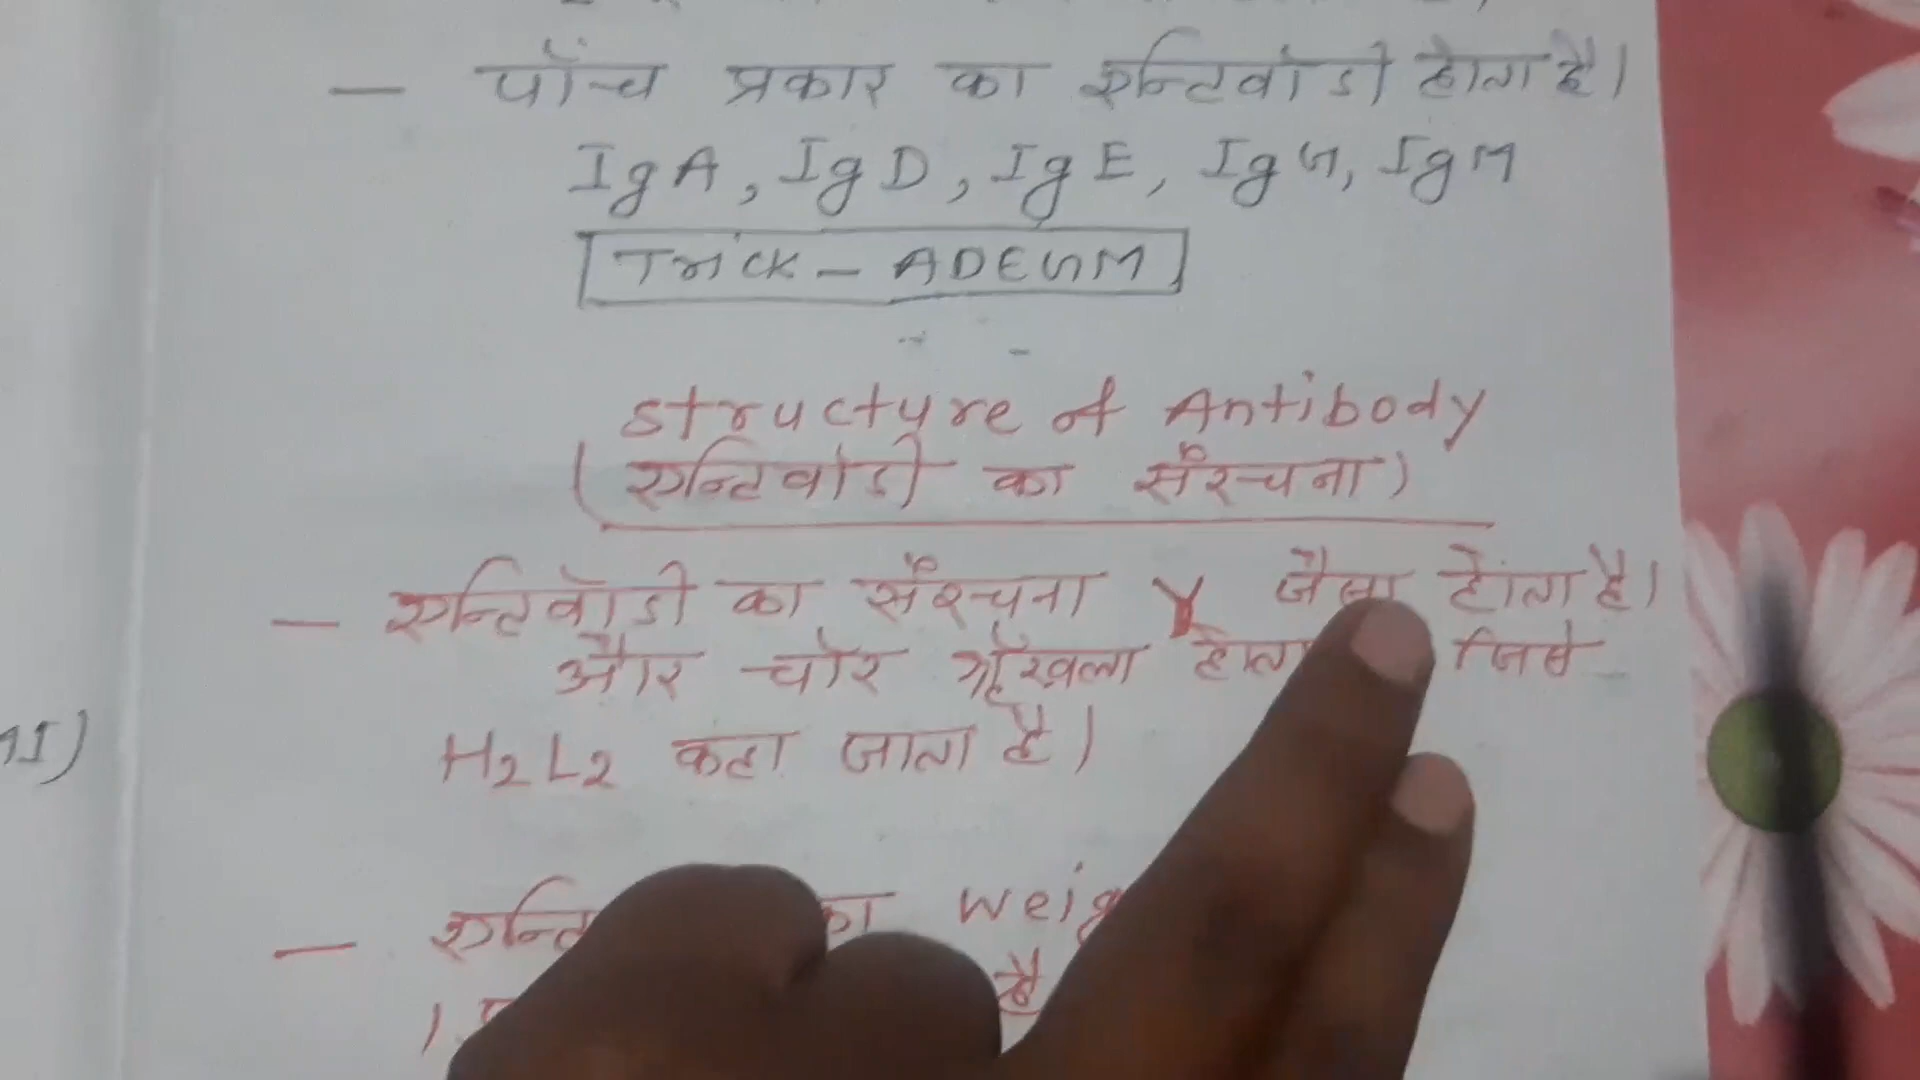 — पाँच प्रकार का एन्टिवॉडी होता है।
IgA, IgD, IgE, IgG, IgM
Trick - ADEGM
structure of Antibody
(एन्टिवॉडी का सँरचना)
— एन्टिवॉडी का सँरचना Y जैसा होता है।
और चार श्रृँखला होता जिसे
H2L2 कहा जाता है।
— का
है